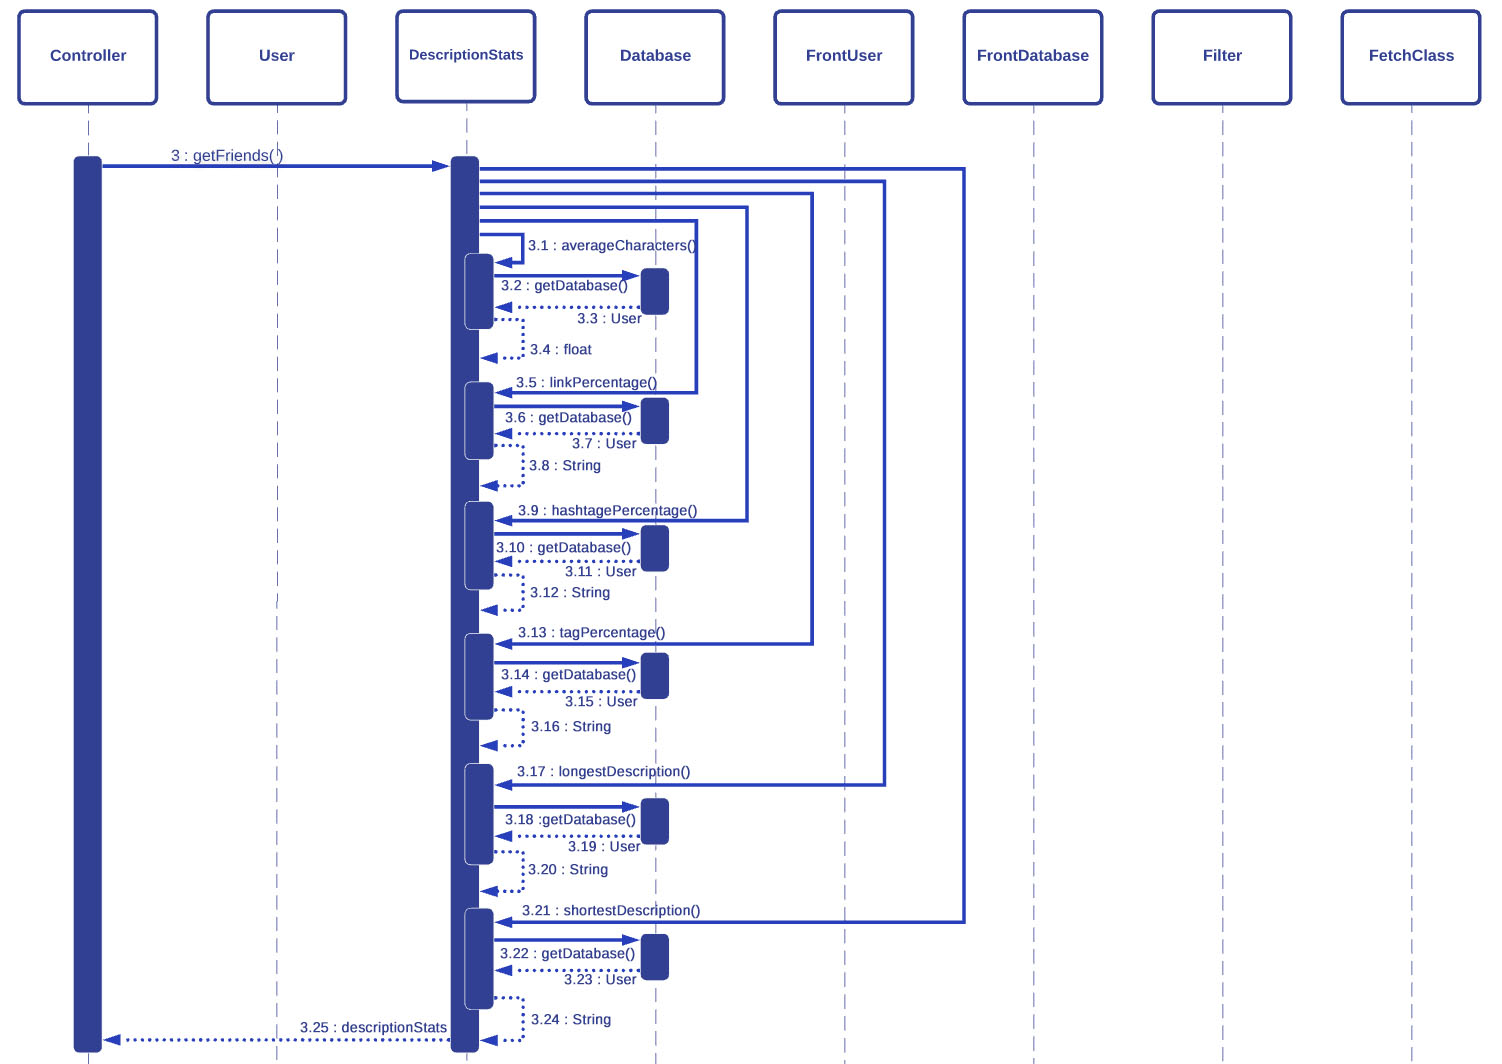 Controller
User
DescriptionStats
Database
FrontUser
FrontDatabase
Filter
FetchClass
3 : getFriends( )
3.1 : averageCharacters()
3.2 : getDatabase()
3.3 : User
3.4 : float
3.5 : linkPercentage()
3.6 : getDatabase()
3.7 : User
3.8 : String
3.9 : hashtagePercentage()
3.10 : getDatabase()
3.11 : User
3.12 : String
3.13 : tagPercentage()
3.14 : getDatabase()
3.15 : User
3.16 : String
3.17 : longestDescription()
3.18 :getDatabase()
3.19 : User
3.20 : String
3.21 : shortestDescription()
3.22 : getDatabase()
3.23 : User
3.24 : String
3.25 : descriptionStats